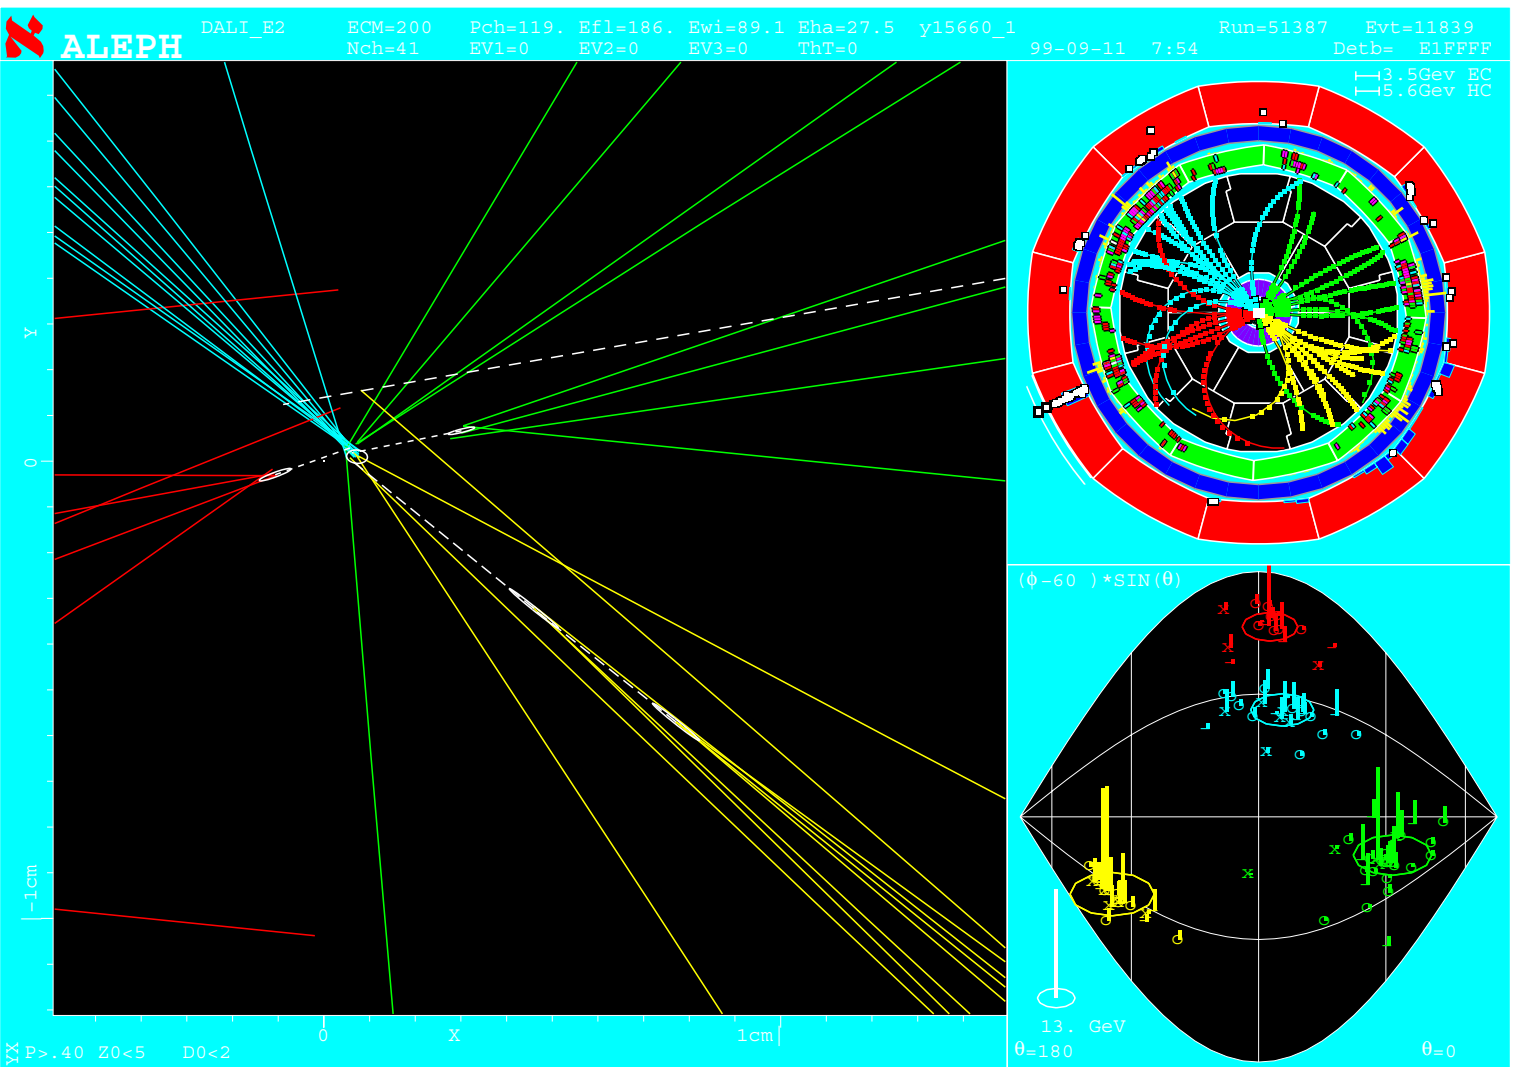 ALEPH DALI_E2 ECM=200 Pch=119. Efl=186. Ewi=89.1 Eha=27.5 y15660_1 Run=51387 Evt=11839
Nch=41 EV1=0 EV2=0 EV3=0 ThT=0 99-09-11 7:54 Detb= E1FFFF
3.5Gev EC
5.6Gev HC
Y
0
-1cm
0 X 1cm
YX P>.40 Z0<5 D0<2
(ϕ-60 )*SIN(θ)
13. GeV
θ=180 θ=0